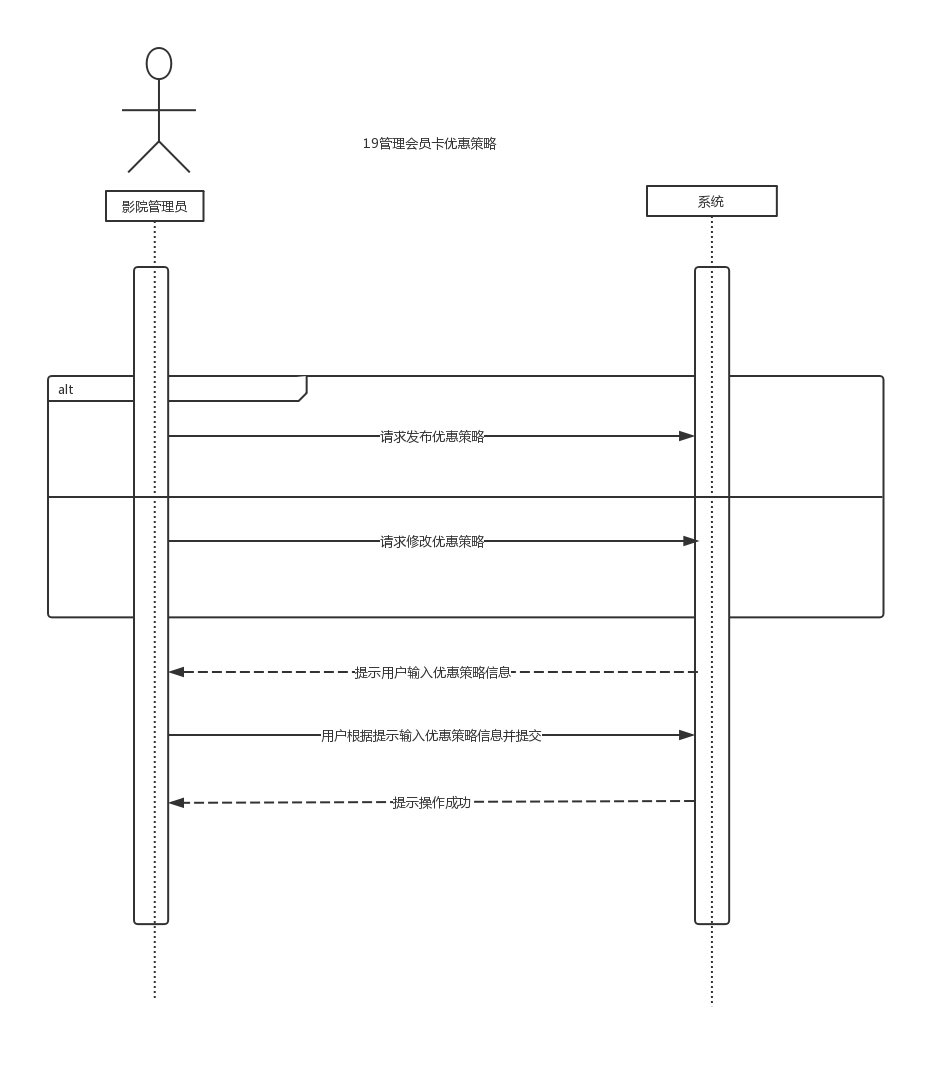 19管理会员卡优惠策略
影院管理员
系统
alt
请求发布优惠策略
请求修改优惠策略
提示用户输入优惠策略信息
用户根据提示输入优惠策略信息并提交
提示操作成功